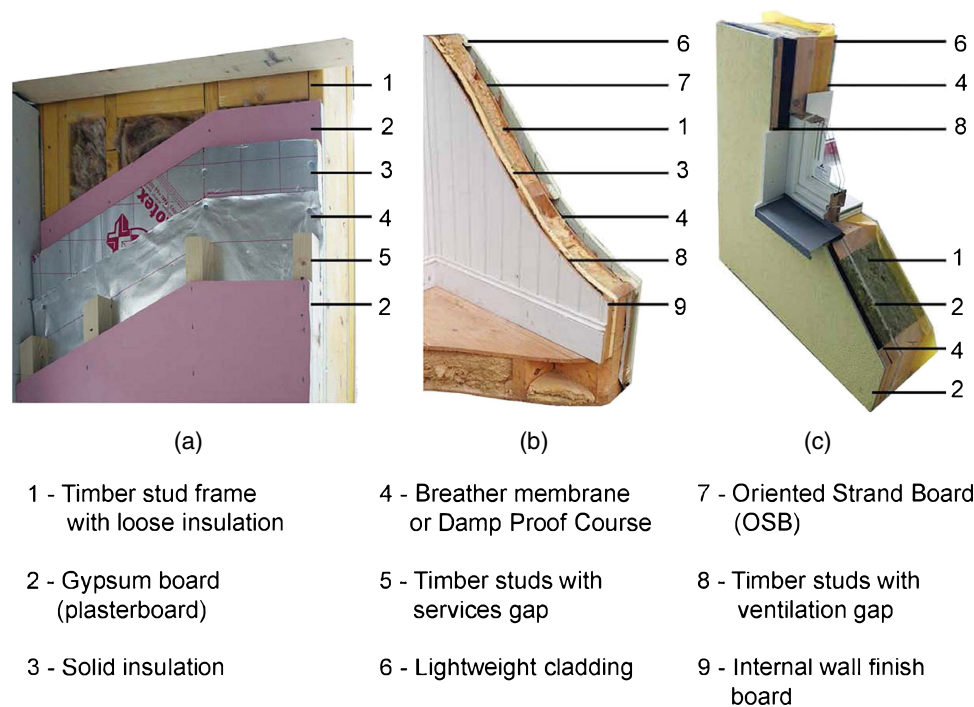 1
2
3
4
5
2
6
7
1
3
4
8
9
6
4
8
1
2
4
2
(a)
(b)
(c)
1 - Timber stud frame
with loose insulation
2 - Gypsum board
(plasterboard)
3 - Solid insulation
4 - Breather membrane
or Damp Proof Course
5 - Timber studs with
services gap
6 - Lightweight cladding
7 - Oriented Strand Board
(OSB)
8 - Timber studs with
ventilation gap
9 - Internal wall finish
board